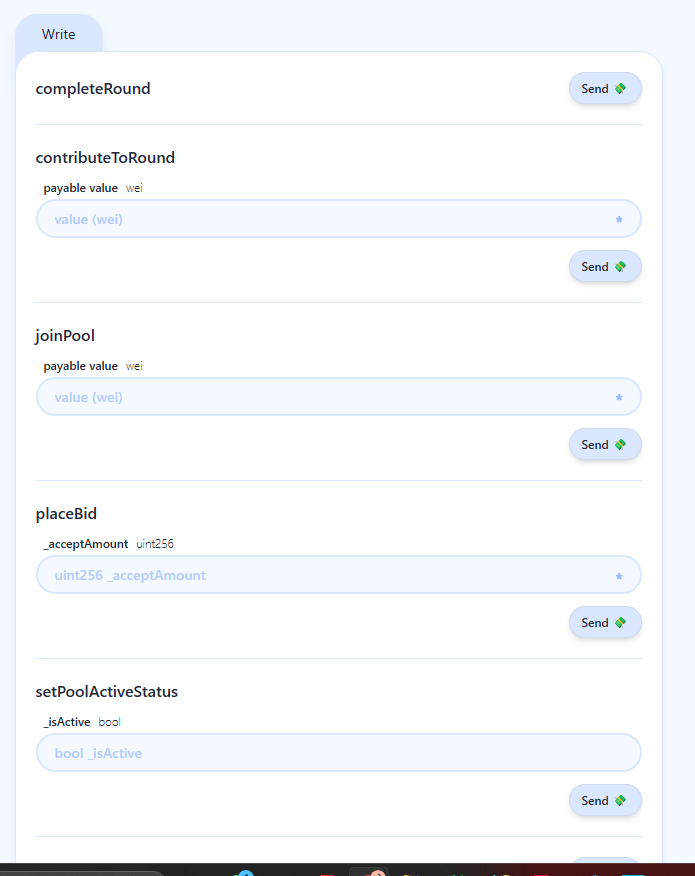 Write
completeRound
Send 💸
contributeToRound
payable value wei
value (wei) *
Send 💸
joinPool
payable value wei
value (wei) *
Send 💸
placeBid
_acceptAmount uint256
uint256 _acceptAmount *
Send 💸
setPoolActiveStatus
_isActive bool
bool _isActive
Send 💸